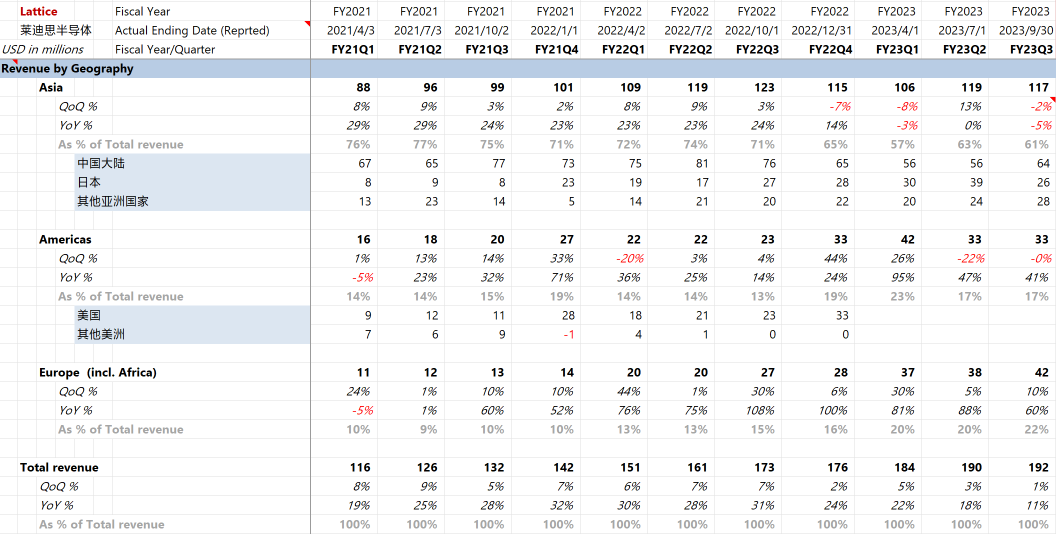 Lattice Fiscal Year FY2021 FY2021 FY2021 FY2021 FY2022 FY2022 FY2022 FY2022 FY2023 FY2023 FY2023
莱迪思半导体 Actual Ending Date (Reprted) 2021/4/3 2021/7/3 2021/10/2 2022/1/1 2022/4/2 2022/7/2 2022/10/1 2022/12/31 2023/4/1 2023/7/1 2023/9/30
USD in millions Fiscal Year/Quarter FY21Q1 FY21Q2 FY21Q3 FY21Q4 FY22Q1 FY22Q2 FY22Q3 FY22Q4 FY23Q1 FY23Q2 FY23Q3
Revenue by Geography
Asia 88 96 99 101 109 119 123 115 106 119 117
QoQ % 8% 9% 3% 2% 8% 9% 3% -7% -8% 13% -2%
YoY % 29% 29% 24% 23% 23% 23% 24% 14% -3% 0% -5%
As % of Total revenue 76% 77% 75% 71% 72% 74% 71% 65% 57% 63% 61%
中国大陆 67 65 77 73 75 81 76 65 56 56 64
日本 8 9 8 23 19 17 27 28 30 39 26
其他亚洲国家 13 23 14 5 14 21 20 22 20 24 28
Americas 16 18 20 27 22 22 23 33 42 33 33
QoQ % 1% 13% 14% 33% -20% 3% 4% 44% 26% -22% -0%
YoY % -5% 23% 32% 71% 36% 25% 14% 24% 95% 47% 41%
As % of Total revenue 14% 14% 15% 19% 14% 14% 13% 19% 23% 17% 17%
美国 9 12 11 28 18 21 23 33
其他美洲 7 6 9 -1 4 1 0 0
Europe (incl. Africa) 11 12 13 14 20 20 27 28 37 38 42
QoQ % 24% 1% 10% 10% 44% 1% 30% 6% 30% 5% 10%
YoY % -5% 1% 60% 52% 76% 75% 108% 100% 81% 88% 60%
As % of Total revenue 10% 9% 10% 10% 13% 13% 15% 16% 20% 20% 22%
Total revenue 116 126 132 142 151 161 173 176 184 190 192
QoQ % 8% 9% 5% 7% 6% 7% 7% 2% 5% 3% 1%
YoY % 19% 25% 28% 32% 30% 28% 31% 24% 22% 18% 11%
As % of Total revenue 100% 100% 100% 100% 100% 100% 100% 100% 100% 100% 100%